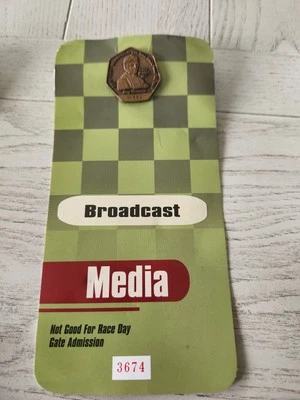 Broadcast
Media
Not Good For Race Day
Gate Admission
3674